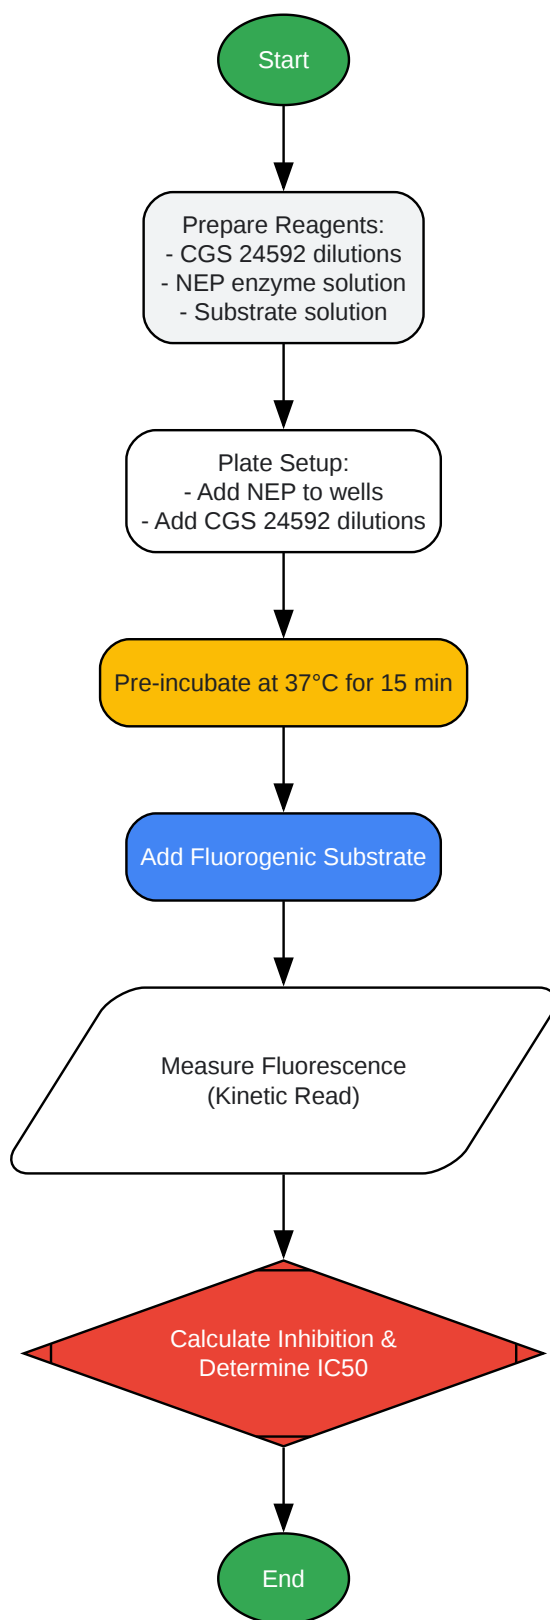 Start
Prepare Reagents:
- CGS 24592 dilutions
- NEP enzyme solution
- Substrate solution
Plate Setup:
- Add NEP to wells
- Add CGS 24592 dilutions
Pre-incubate at 37°C for 15 min
Add Fluorogenic Substrate
Measure Fluorescence
(Kinetic Read)
Calculate Inhibition &
Determine IC50
End